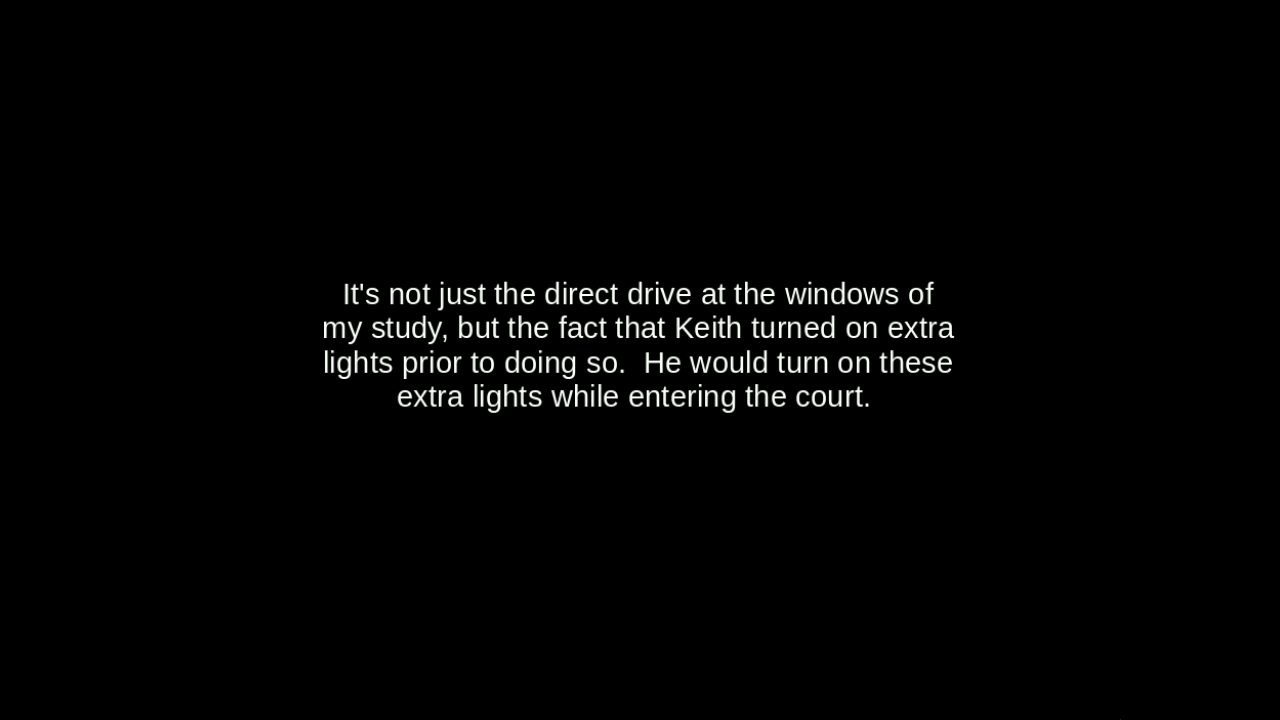 It's not just the direct drive at the windows of
my study, but the fact that Keith turned on extra
lights prior to doing so.  He would turn on these
extra lights while entering the court.